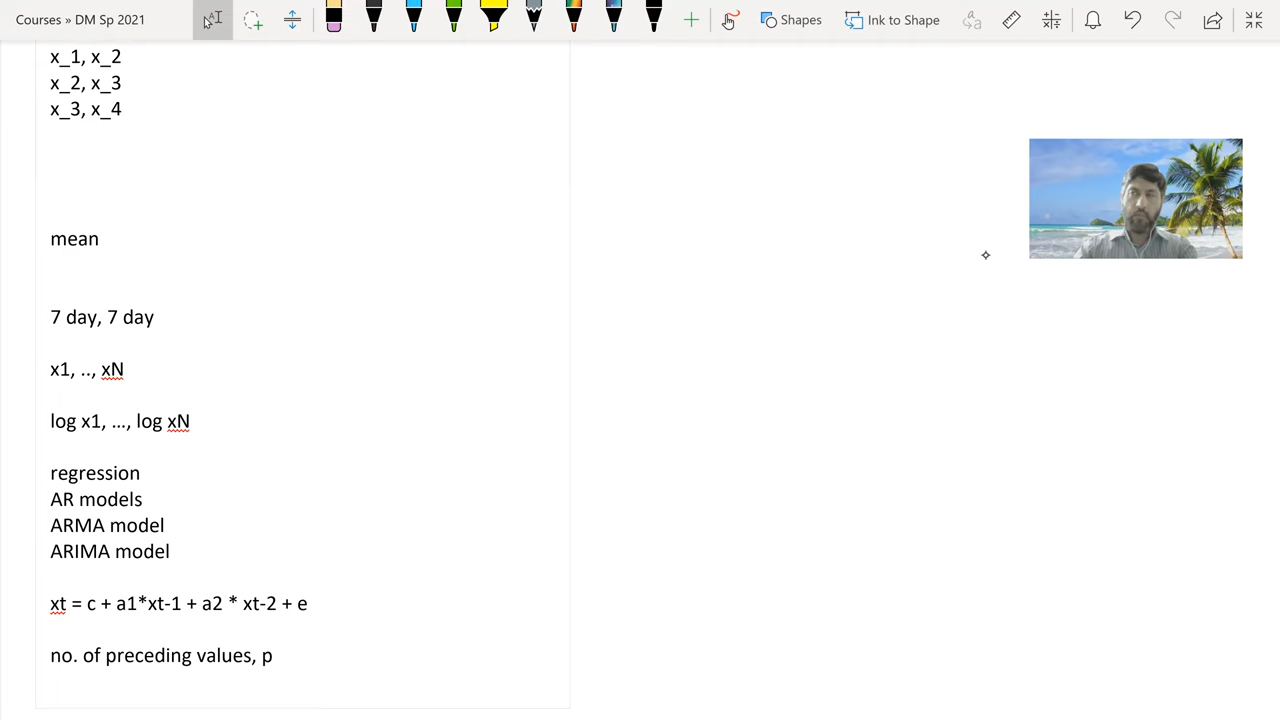 Courses » DM Sp 2021
Shapes
Ink to Shape
x_1, x_2
x_2, x_3
x_3, x_4
mean
7 day, 7 day
x1, .., xN
log x1, ..., log xN
regression
AR models
ARMA model
ARIMA model
xt = c + a1*xt-1 + a2 * xt-2 + e
no. of preceding values, p